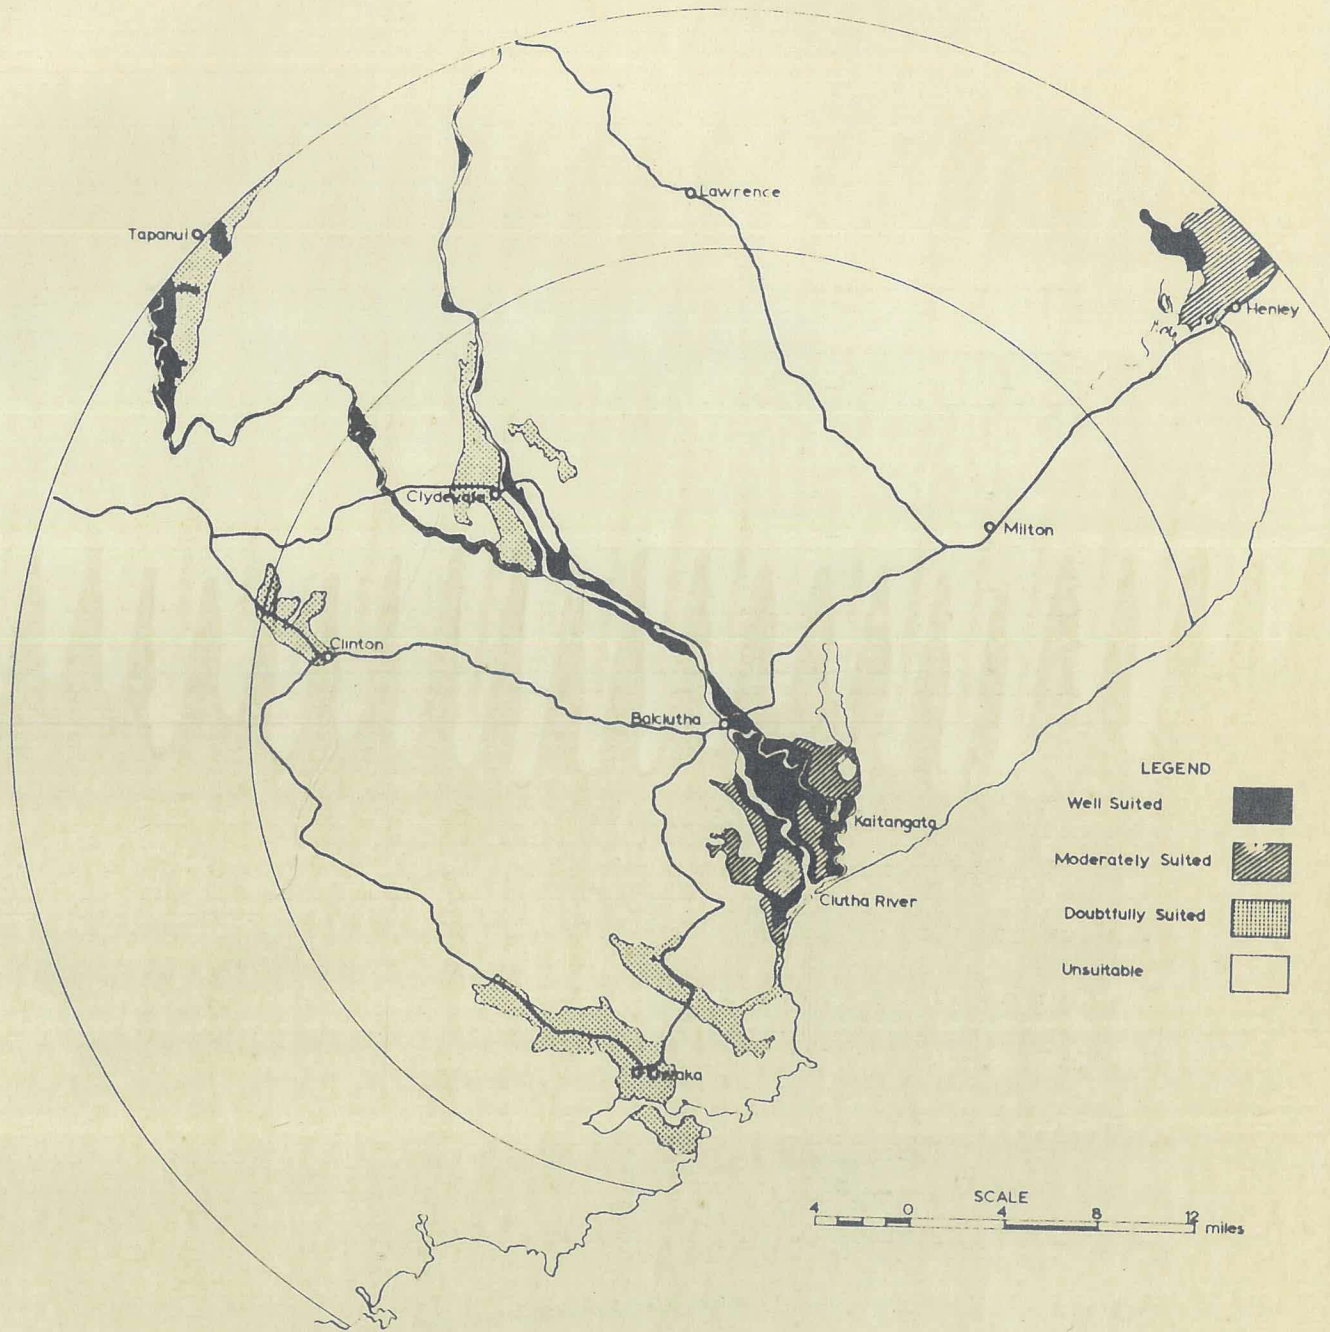 Lawrence
Tapanui
Henley
Clydevale
Milton
Clinton
Balclutha
LEGEND
Well Suited
Kaitangata
Moderately Suited
Clutha River
Doubtfully Suited
Unsuitable
Owaka
SCALE
4 0 4 8 12 miles